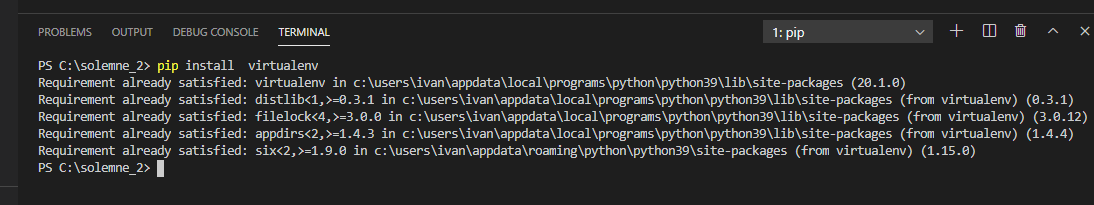 PROBLEMS OUTPUT DEBUG CONSOLE TERMINAL 1: pip
PS C:\solemne_2> pip install  virtualenv
Requirement already satisfied: virtualenv in c:\users\ivan\appdata\local\programs\python\python39\lib\site-packages (20.1.0)
Requirement already satisfied: distlib<1,>=0.3.1 in c:\users\ivan\appdata\local\programs\python\python39\lib\site-packages (from virtualenv) (0.3.1)
Requirement already satisfied: filelock<4,>=3.0.0 in c:\users\ivan\appdata\local\programs\python\python39\lib\site-packages (from virtualenv) (3.0.12)
Requirement already satisfied: appdirs<2,>=1.4.3 in c:\users\ivan\appdata\local\programs\python\python39\lib\site-packages (from virtualenv) (1.4.4)
Requirement already satisfied: six<2,>=1.9.0 in c:\users\ivan\appdata\roaming\python\python39\site-packages (from virtualenv) (1.15.0)
PS C:\solemne_2>